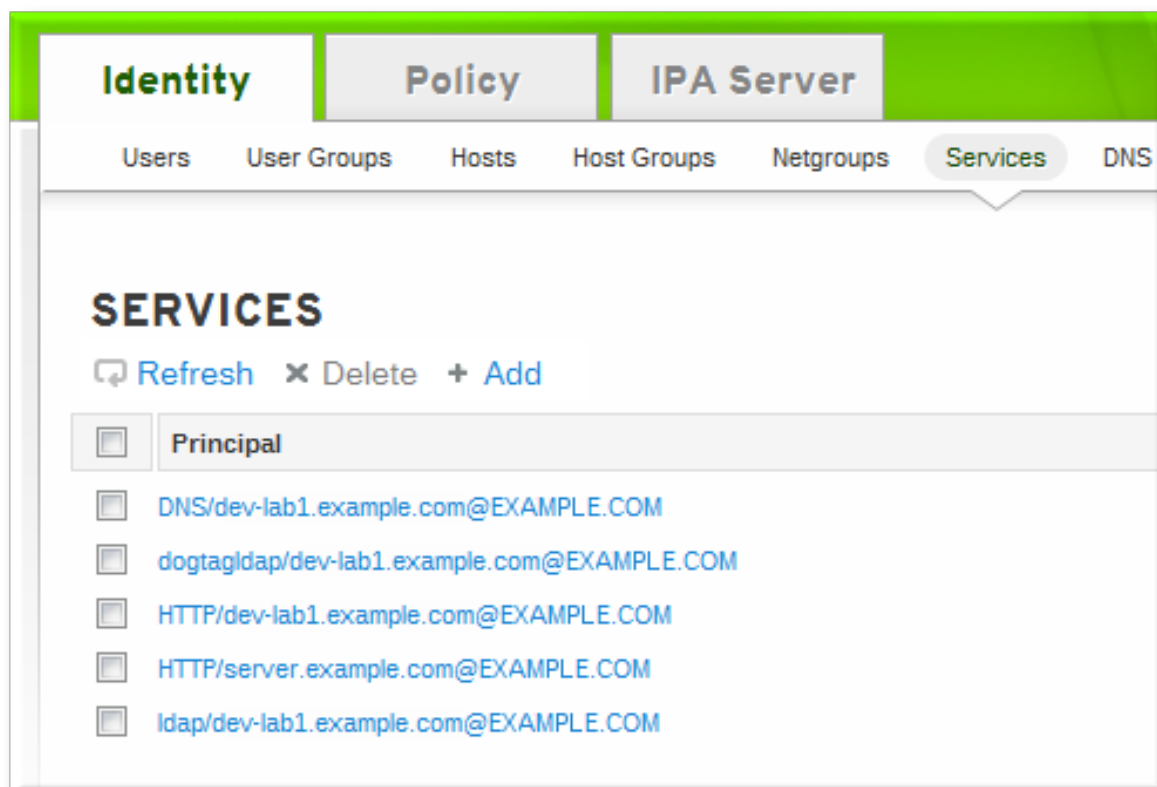 Identity Policy IPA Server
Users User Groups Hosts Host Groups Netgroups Services DNS
SERVICES
Refresh Delete + Add
Principal
DNS/dev-lab1.example.com@EXAMPLE.COM
dogtagldap/dev-lab1.example.com@EXAMPLE.COM
HTTP/dev-lab1.example.com@EXAMPLE.COM
HTTP/server.example.com@EXAMPLE.COM
ldap/dev-lab1.example.com@EXAMPLE.COM